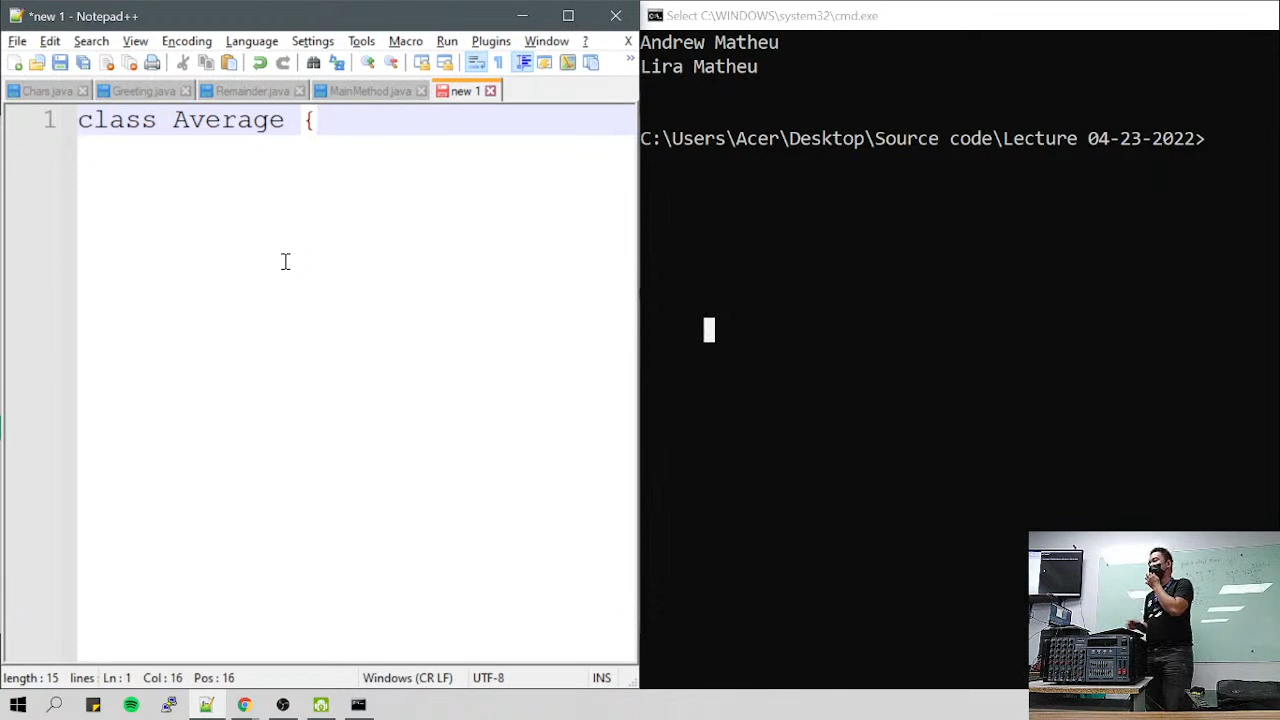 *new 1 - Notepad++
File Edit Search View Encoding Language Settings Tools Macro Run Plugins Window ? X
Chars.java Greeting.java Remainder.java MainMethod.java new 1
1 class Average {
length : 15 lines : Ln : 1 Col : 16 Pos : 16 Windows (CR LF) UTF-8 INS
Select C:\WINDOWS\system32\cmd.exe
Andrew Matheu
Lira Matheu
C:\Users\Acer\Desktop\Source code\Lecture 04-23-2022>